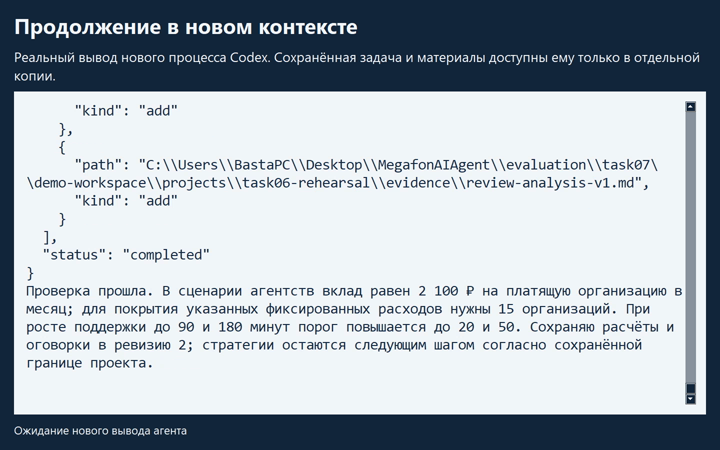 Продолжение в новом контексте
Реальный вывод нового процесса Codex. Сохранённая задача и материалы доступны ему только в отдельной
копии.
"kind": "add"
},
{
"path": "C:\\Users\\BastaPC\\Desktop\\MegafonAIAgent\\evaluation\\task07\
\demo-workspace\\projects\\task06-rehearsal\\evidence\\review-analysis-v1.md",
"kind": "add"
}
],
"status": "completed"
}
Проверка прошла. В сценарии агентств вклад равен 2 100 ₽ на платящую организацию в
месяц; для покрытия указанных фиксированных расходов нужны 15 организаций. При
росте поддержки до 90 и 180 минут порог повышается до 20 и 50. Сохраняю расчёты и
оговорки в ревизию 2; стратегии остаются следующим шагом согласно сохранённой
границе проекта.
Ожидание нового вывода агента